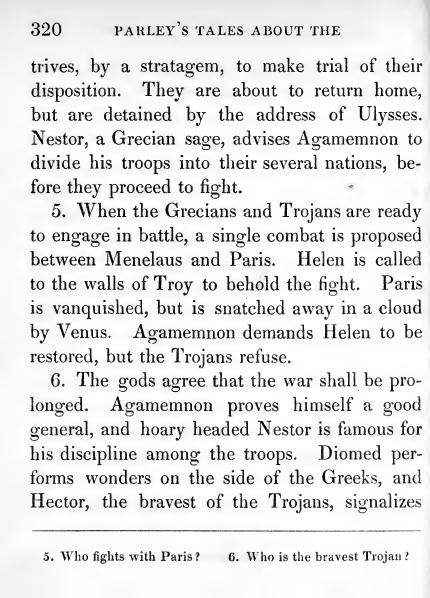 320 PARLEY'S TALES ABOUT THE
trives, by a stratagem, to make trial of their
disposition. They are about to return home,
but are detained by the address of Ulysses.
Nestor, a Grecian sage, advises Agamemnon to
divide his troops into their several nations, be-
fore they proceed to fight.
5. When the Grecians and Trojans are ready
to engage in battle, a single combat is proposed
between Menelaus and Paris. Helen is called
to the walls of Troy to behold the fight. Paris
is vanquished, but is snatched away in a cloud
by Venus. Agamemnon demands Helen to be
restored, but the Trojans refuse.
6. The gods agree that the war shall be pro-
longed. Agamemnon proves himself a good
general, and hoary headed Nestor is famous for
his discipline among the troops. Diomed per-
forms wonders on the side of the Greeks, and
Hector, the bravest of the Trojans, signalizes
5. Who fights with Paris? 6. Who is the bravest Trojan?